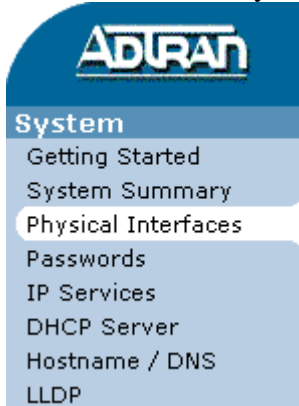 ADTRAN
System
Getting Started
System Summary
Physical Interfaces
Passwords
IP Services
DHCP Server
Hostname / DNS
LLDP